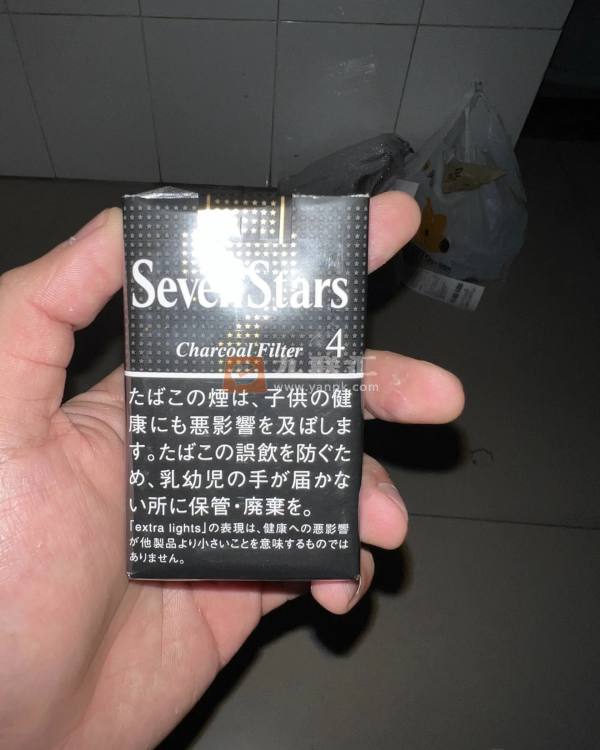 Seven Stars
Charcoal Filter 4
www.yanpk.com
たばこの煙は、子供の健
康にも悪影響を及ぼしま
す。たばこの誤飲を防ぐた
め、乳幼児の手が届かな
い所に保管・廃棄を。
「extra lights」の表現は、健康への悪影響
が他製品より小さいことを意味するものでは
ありません。